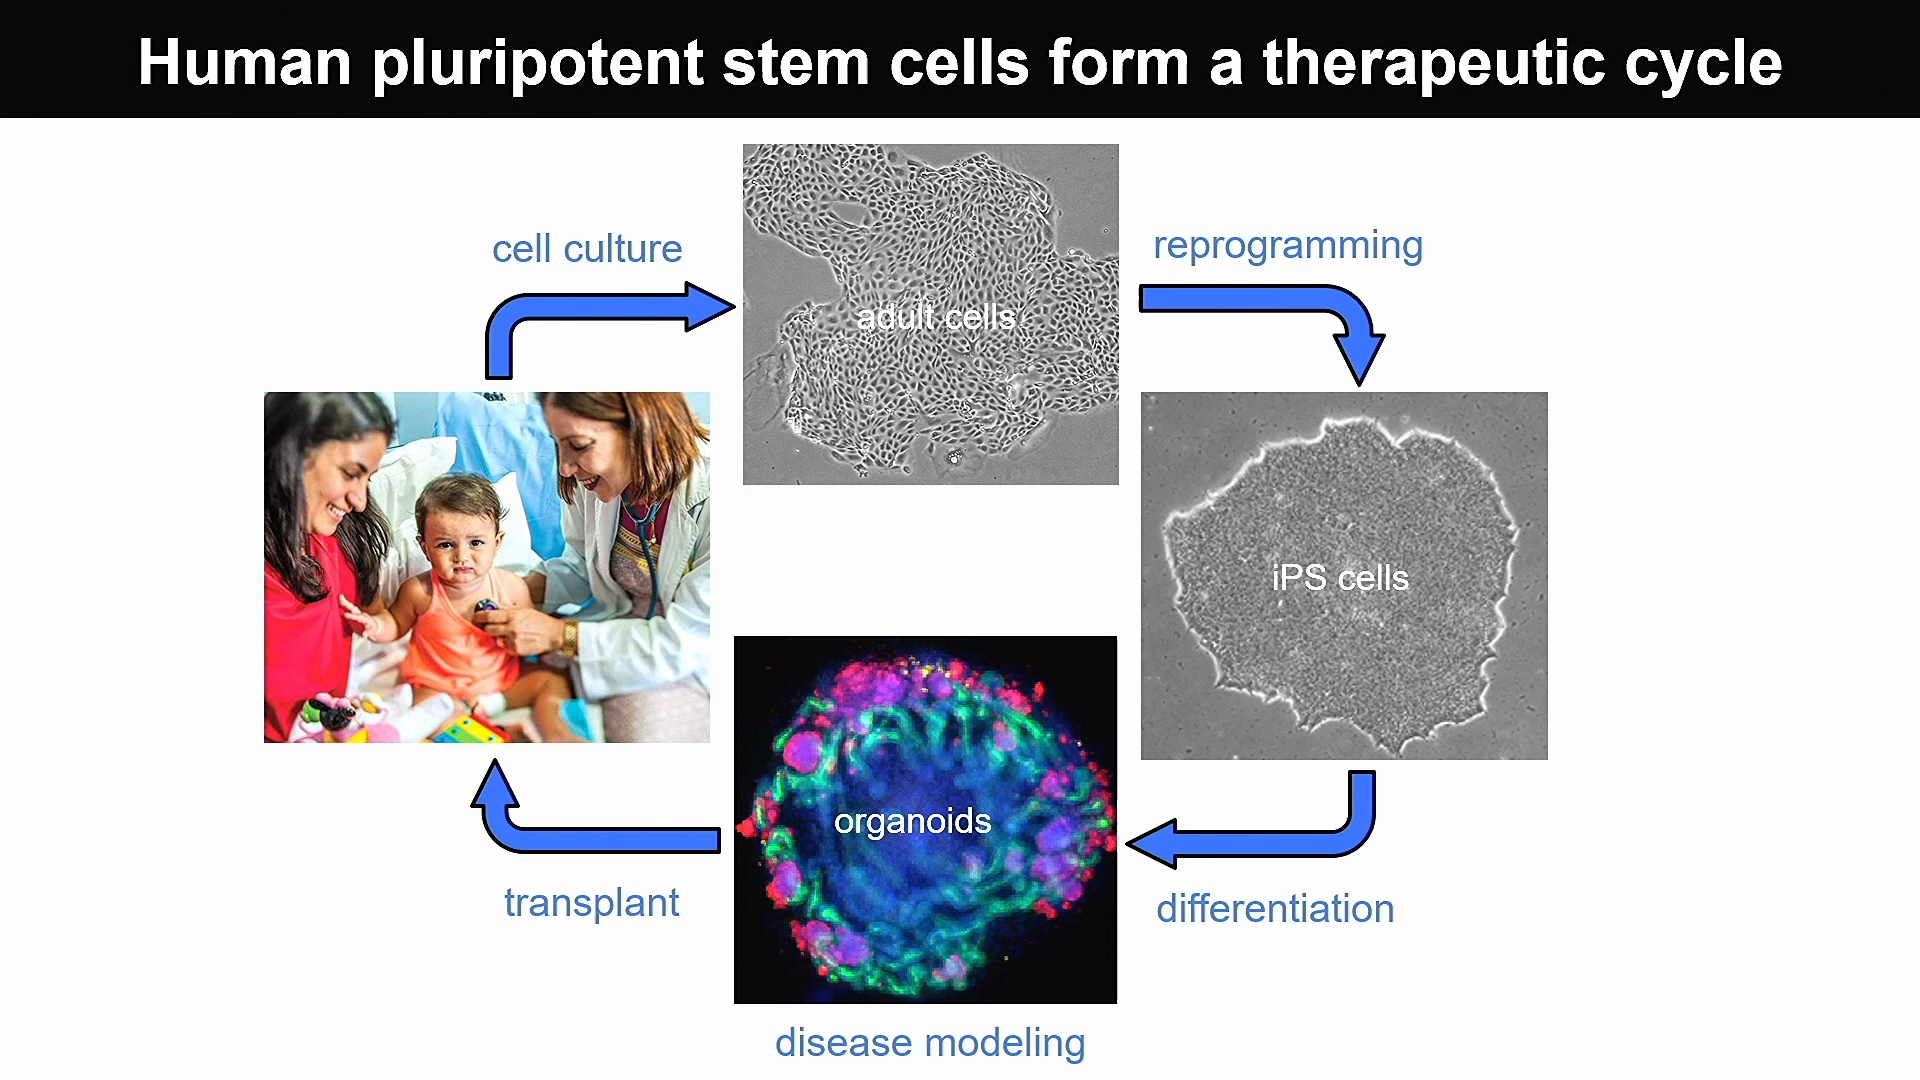 Human pluripotent stem cells form a therapeutic cycle
cell culture
adult cells
reprogramming
iPS cells
differentiation
organoids
disease modeling
transplant